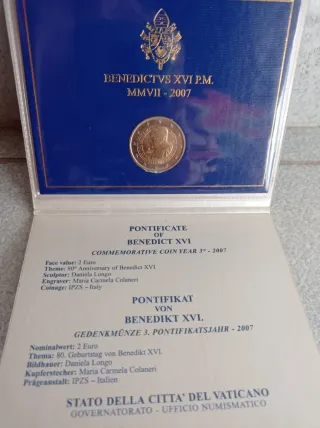 BENEDICTVS XVI P.M.
MMVII - 2007
PONTIFICATE
OF
BENEDICT XVI
COMMEMORATIVE COIN YEAR 3° - 2007
Face value: 2 Euro
Theme: 80° Anniversary of Benedict XVI
Sculptor: Daniela Longo
Engraver: Maria Carmela Colaneri
Coinage: IPZS - Italy
PONTIFIKAT
VON
BENEDIKT XVI.
GEDENKMÜNZE 3. PONTIFIKATSJAHR - 2007
Nominalwert: 2 Euro
Thema: 80. Geburtstag von Benedikt XVI.
Bildhauer: Daniela Longo
Kupferstecher: Maria Carmela Colaneri
Prägeanstalt: IPZS - Italien
STATO DELLA CITTA' DEL VATICANO
GOVERNATORATO - UFFICIO NUMISMATICO